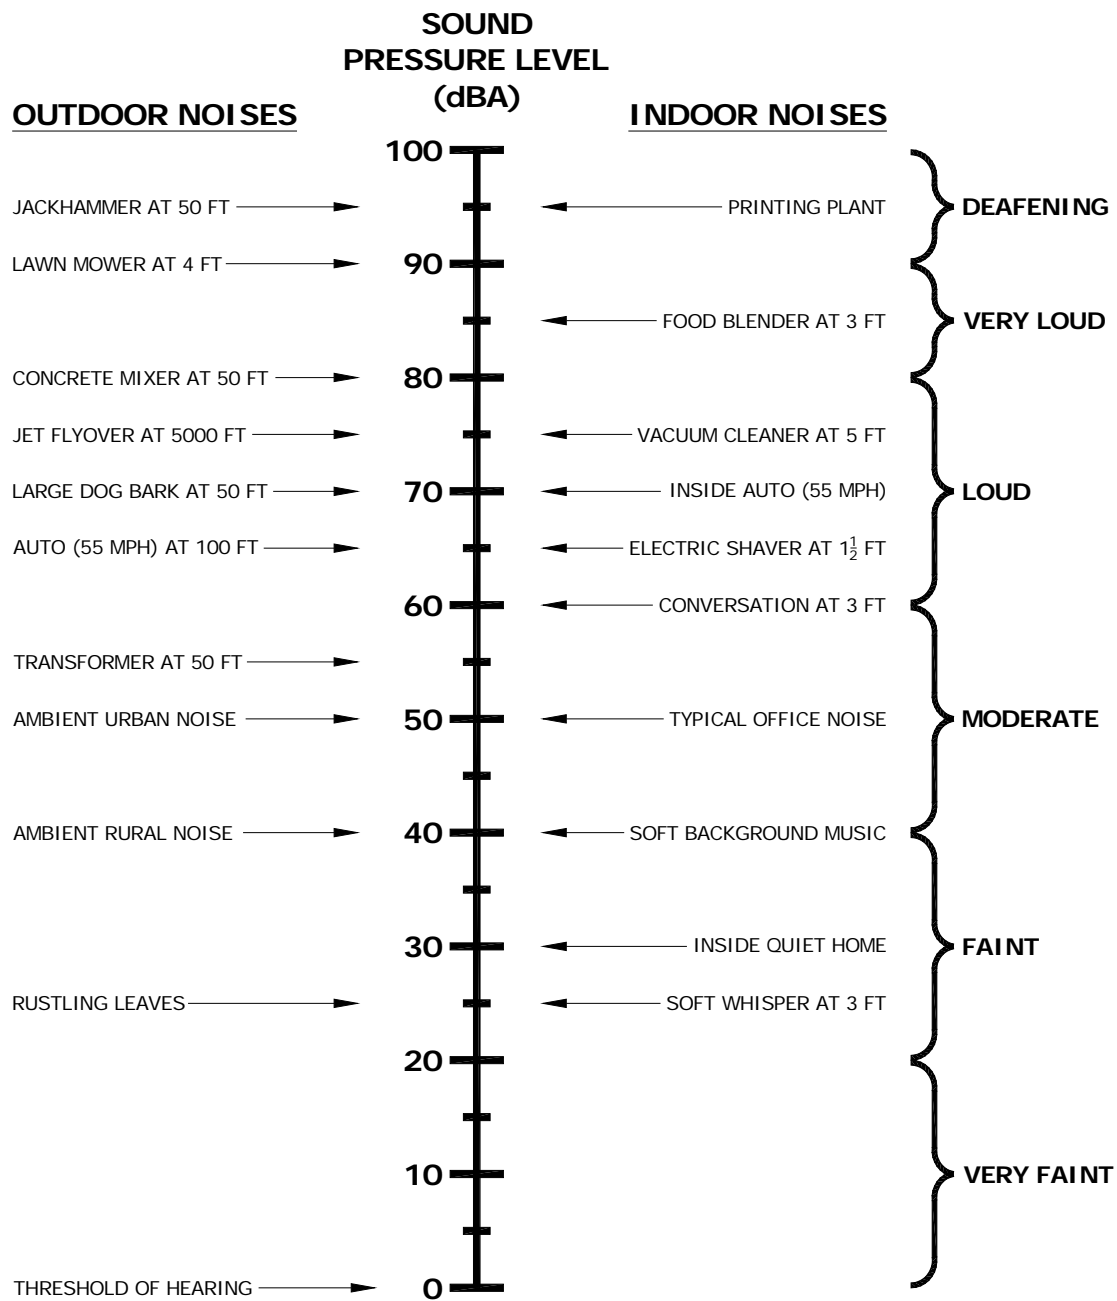 SOUND
PRESSURE LEVEL
(dBA)
OUTDOOR NOISES
INDOOR NOISES
100
JACKHAMMER AT 50 FT
PRINTING PLANT
DEAFENING
LAWN MOWER AT 4 FT
90
FOOD BLENDER AT 3 FT
VERY LOUD
CONCRETE MIXER AT 50 FT
80
JET FLYOVER AT 5000 FT
VACUUM CLEANER AT 5 FT
LARGE DOG BARK AT 50 FT
70
INSIDE AUTO (55 MPH)
LOUD
AUTO (55 MPH) AT 100 FT
ELECTRIC SHAVER AT 1½ FT
60
CONVERSATION AT 3 FT
TRANSFORMER AT 50 FT
AMBIENT URBAN NOISE
50
TYPICAL OFFICE NOISE
MODERATE
AMBIENT RURAL NOISE
40
SOFT BACKGROUND MUSIC
30
INSIDE QUIET HOME
FAINT
RUSTLING LEAVES
SOFT WHISPER AT 3 FT
20
10
VERY FAINT
THRESHOLD OF HEARING
0